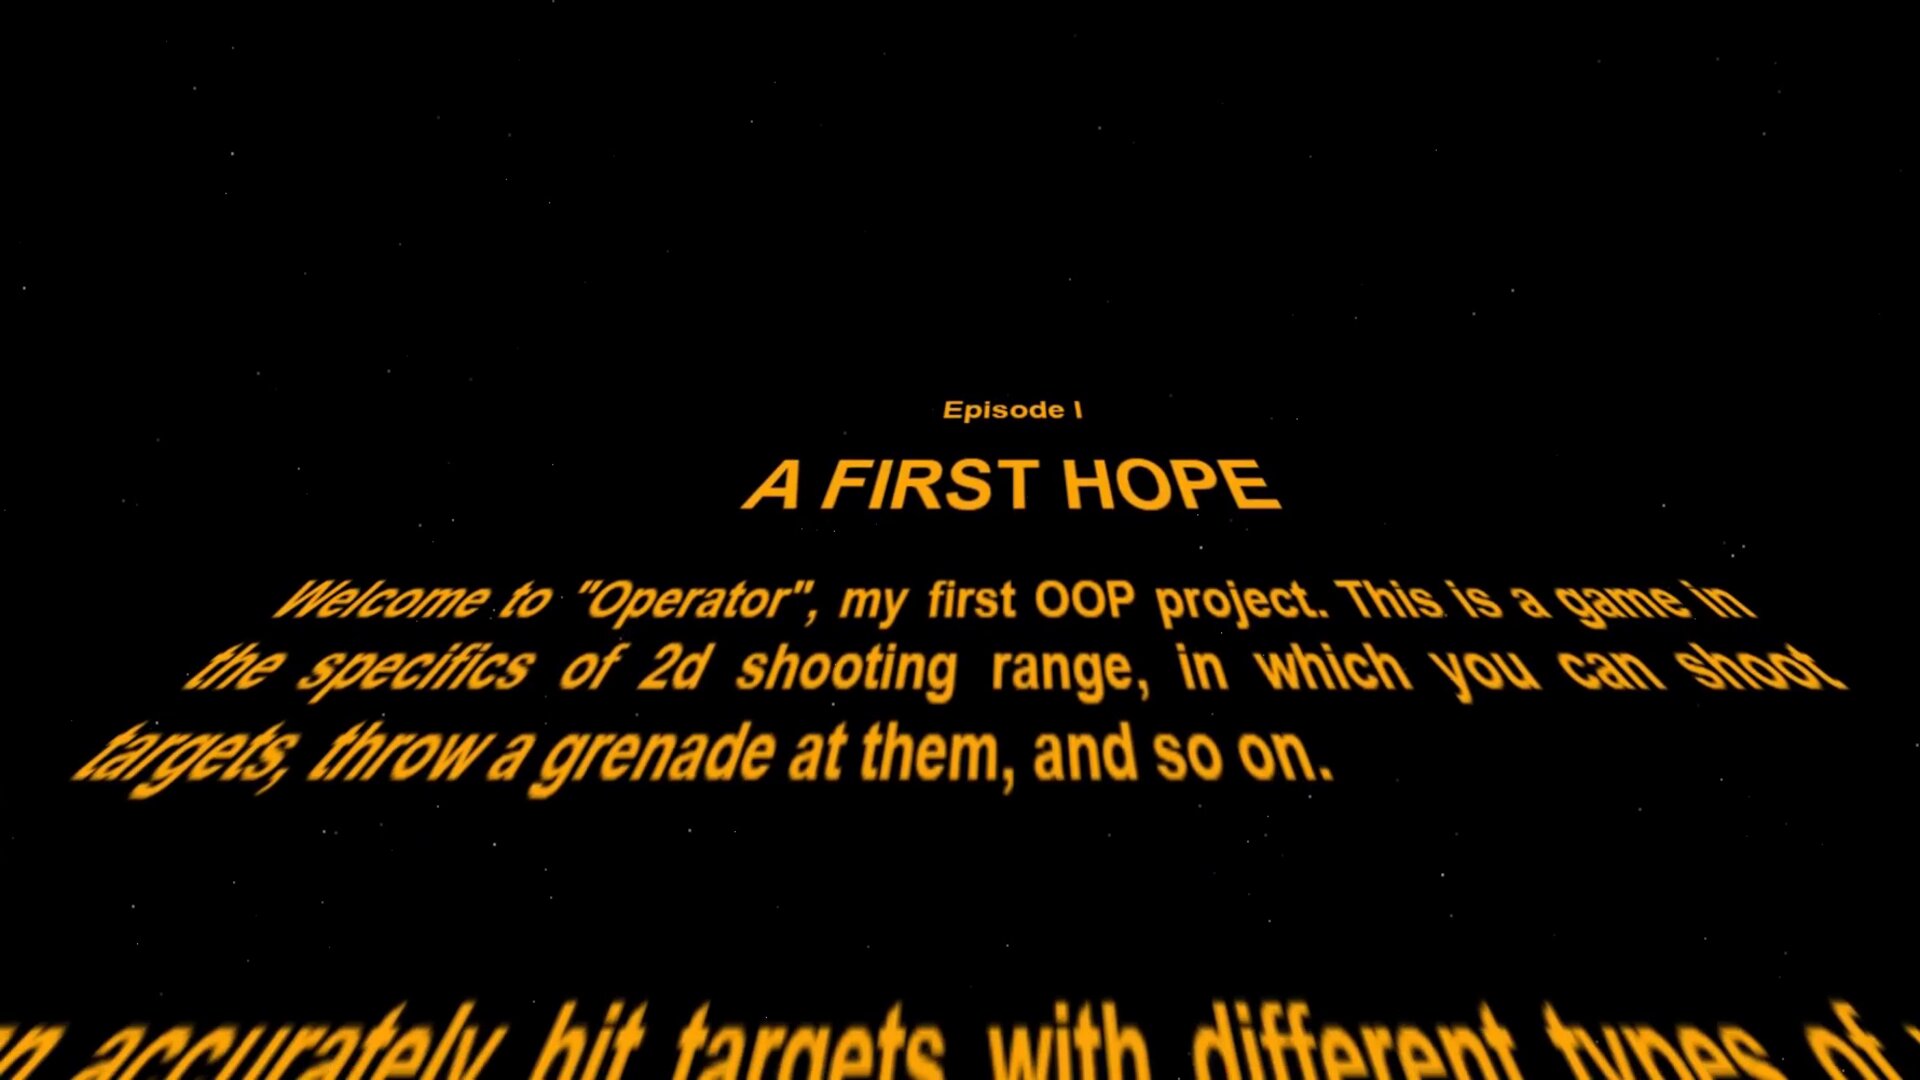 Episode I
A FIRST HOPE
Welcome to "Operator", my first OOP project. This is a game in
the specifics of 2d shooting range, in which you can shoot
targets, throw a grenade at them, and so on.
accurately hit targets with different types of